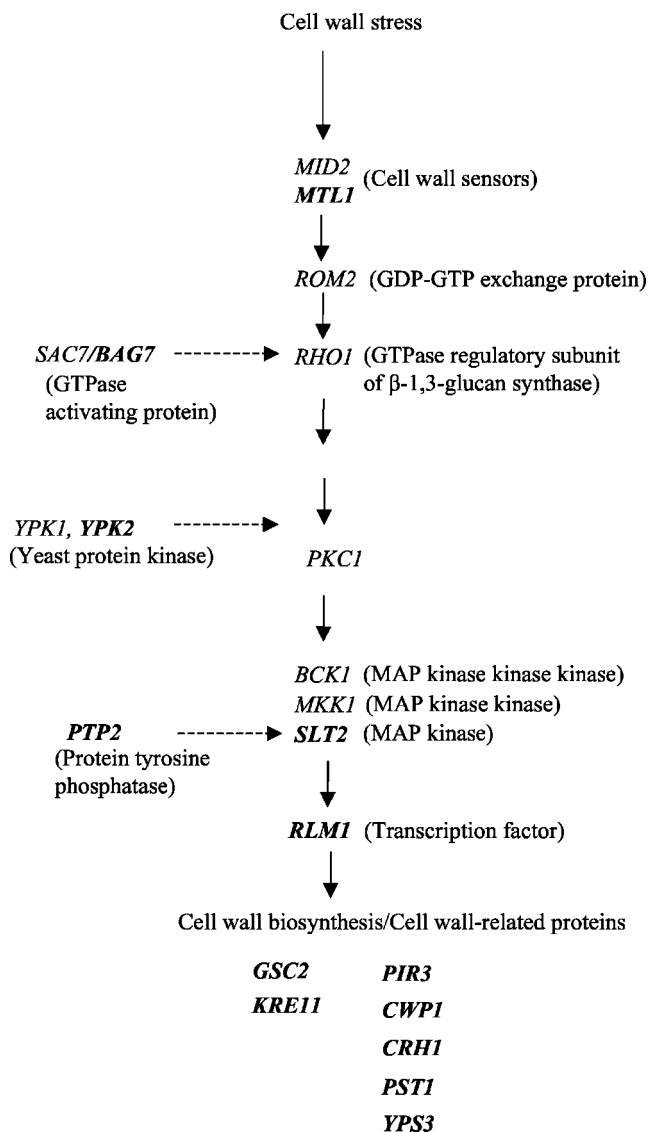 Cell wall stress
MID2
MTL1
(Cell wall sensors)
ROM2 (GDP-GTP exchange protein)
SAC7/BAG7
(GTPase
activating protein)
RHO1 (GTPase regulatory subunit
of β-1,3-glucan synthase)
YPK1, YPK2
(Yeast protein kinase)
PKC1
BCK1 (MAP kinase kinase kinase)
MKK1 (MAP kinase kinase)
PTP2
(Protein tyrosine
phosphatase)
SLT2 (MAP kinase)
RLM1 (Transcription factor)
Cell wall biosynthesis/Cell wall-related proteins
GSC2
KRE11
PIR3
CWP1
CRH1
PST1
YPS3